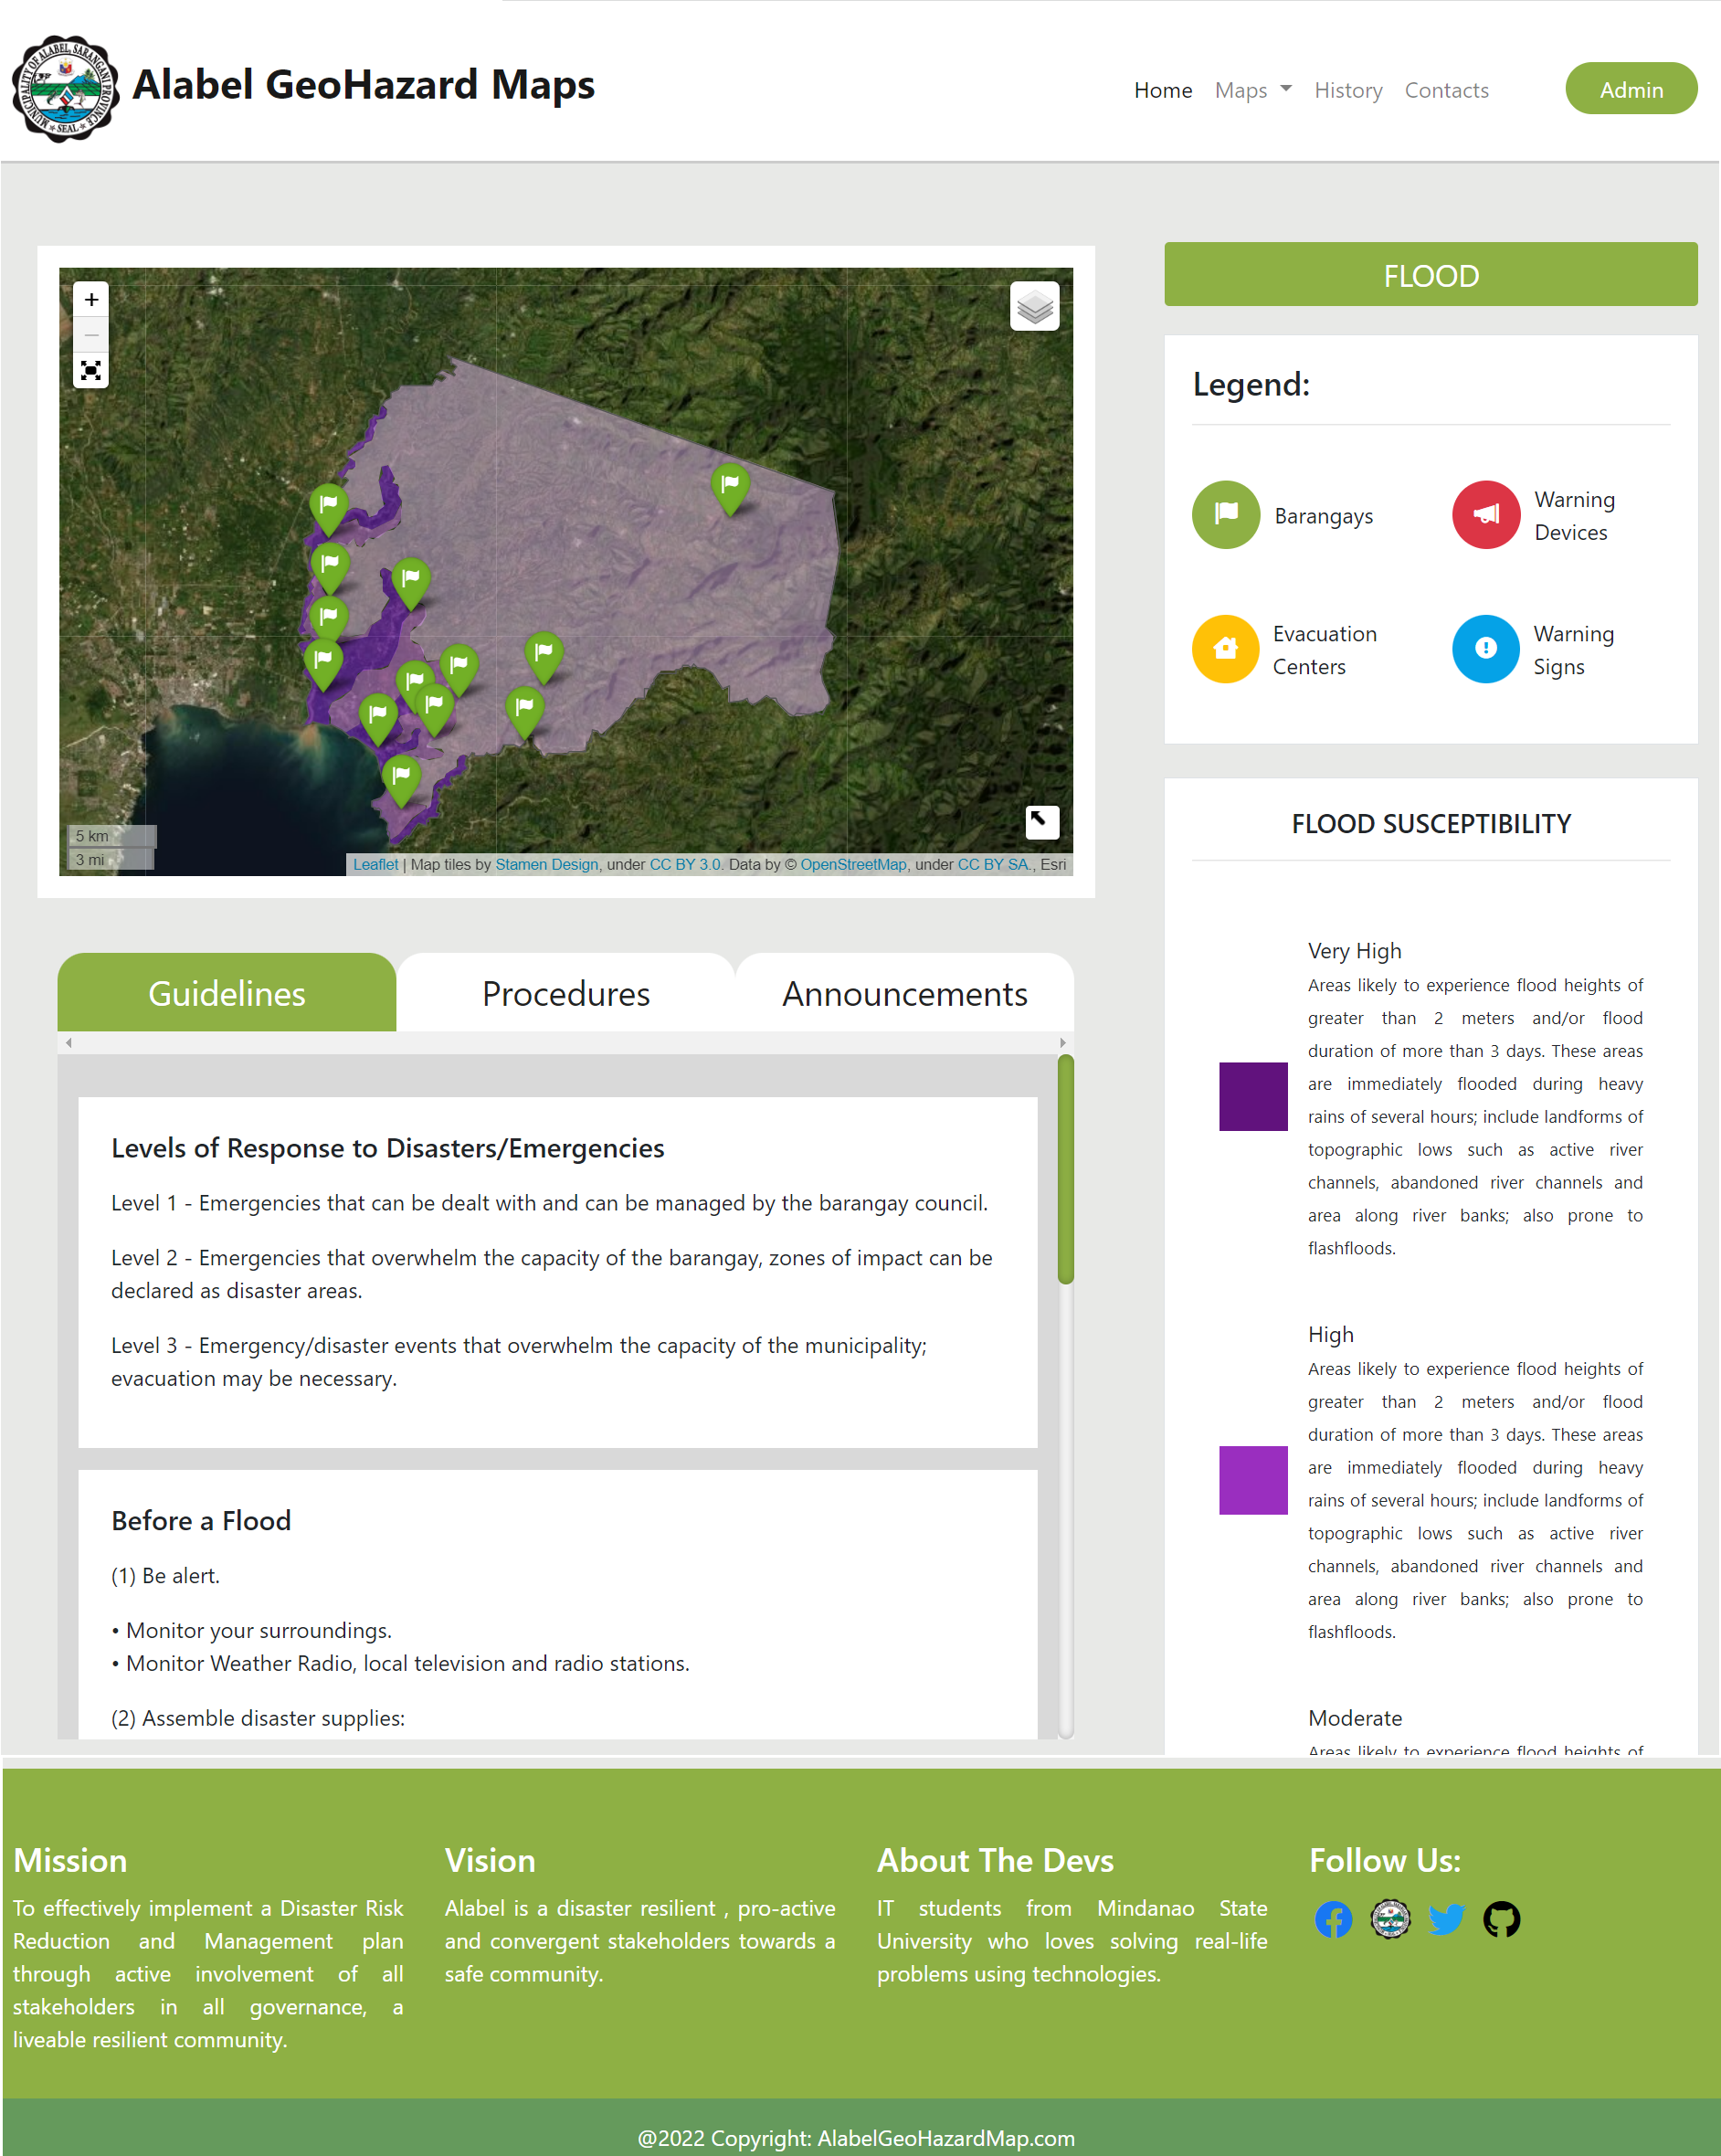 MUNICIPALITY OF ALABEL, SARANGANI PROVINCE
SEAL
Alabel GeoHazard Maps
Home Maps History Contacts Admin
+
−
5 km
3 mi
Leaflet | Map tiles by Stamen Design, under CC BY 3.0. Data by © OpenStreetMap, under CC BY SA., Esri
FLOOD
Legend:
Barangays
Warning
Devices
Evacuation
Centers
Warning
Signs
Guidelines Procedures Announcements
Levels of Response to Disasters/Emergencies
Level 1 - Emergencies that can be dealt with and can be managed by the barangay council.
Level 2 - Emergencies that overwhelm the capacity of the barangay, zones of impact can be
declared as disaster areas.
Level 3 - Emergency/disaster events that overwhelm the capacity of the municipality;
evacuation may be necessary.
Before a Flood
(1) Be alert.
• Monitor your surroundings.
• Monitor Weather Radio, local television and radio stations.
(2) Assemble disaster supplies:
FLOOD SUSCEPTIBILITY
Very High
Areas likely to experience flood heights of
greater than 2 meters and/or flood
duration of more than 3 days. These areas
are immediately flooded during heavy
rains of several hours; include landforms of
topographic lows such as active river
channels, abandoned river channels and
area along river banks; also prone to
flashfloods.
High
Areas likely to experience flood heights of
greater than 2 meters and/or flood
duration of more than 3 days. These areas
are immediately flooded during heavy
rains of several hours; include landforms of
topographic lows such as active river
channels, abandoned river channels and
area along river banks; also prone to
flashfloods.
Moderate
Areas likely to experience flood heights of
Mission
To effectively implement a Disaster Risk
Reduction and Management plan
through active involvement of all
stakeholders in all governance, a
liveable resilient community.
Vision
Alabel is a disaster resilient , pro-active
and convergent stakeholders towards a
safe community.
About The Devs
IT students from Mindanao State
University who loves solving real-life
problems using technologies.
Follow Us:
@2022 Copyright: AlabelGeoHazardMap.com